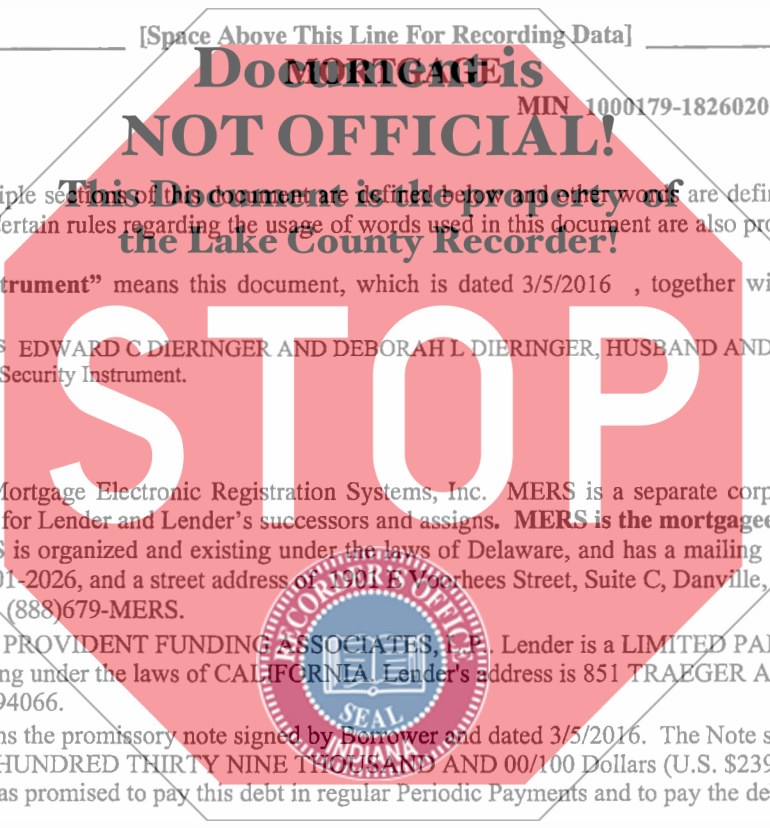 [Space Above This Line For Recording Data]
Document is
MORTGAGE
MIN 1000179-1826020
NOT OFFICIAL!
This Document is the property of
iple sections of this document are defined below and other words are defin
ertain rules regarding the usage of words used in this document are also pro
the Lake County Recorder!
trument” means this document, which is dated 3/5/2016 , together wi
EDWARD C DIERINGER AND DEBORAH L DIERINGER, HUSBAND AND
Security Instrument.
STOP
Mortgage Electronic Registration Systems, Inc. MERS is a separate corp
for Lender and Lender's successors and assigns. MERS is the mortgagee
S is organized and existing under the laws of Delaware, and has a mailing
01-2026, and a street address of 1901 E Voorhees Street, Suite C, Danville,
(888)679-MERS.
PROVIDENT FUNDING ASSOCIATES, L.P.. Lender is a LIMITED PA
ng under the laws of CALIFORNIA. Lender's address is 851 TRAEGER A
94066.
ns the promissory note signed by Borrower and dated 3/5/2016. The Note s
HUNDRED THIRTY NINE THOUSAND AND 00/100 Dollars (U.S. $239
as promised to pay this debt in regular Periodic Payments and to pay the de
RECORDER'S OFFICE
SEAL
INDIANA